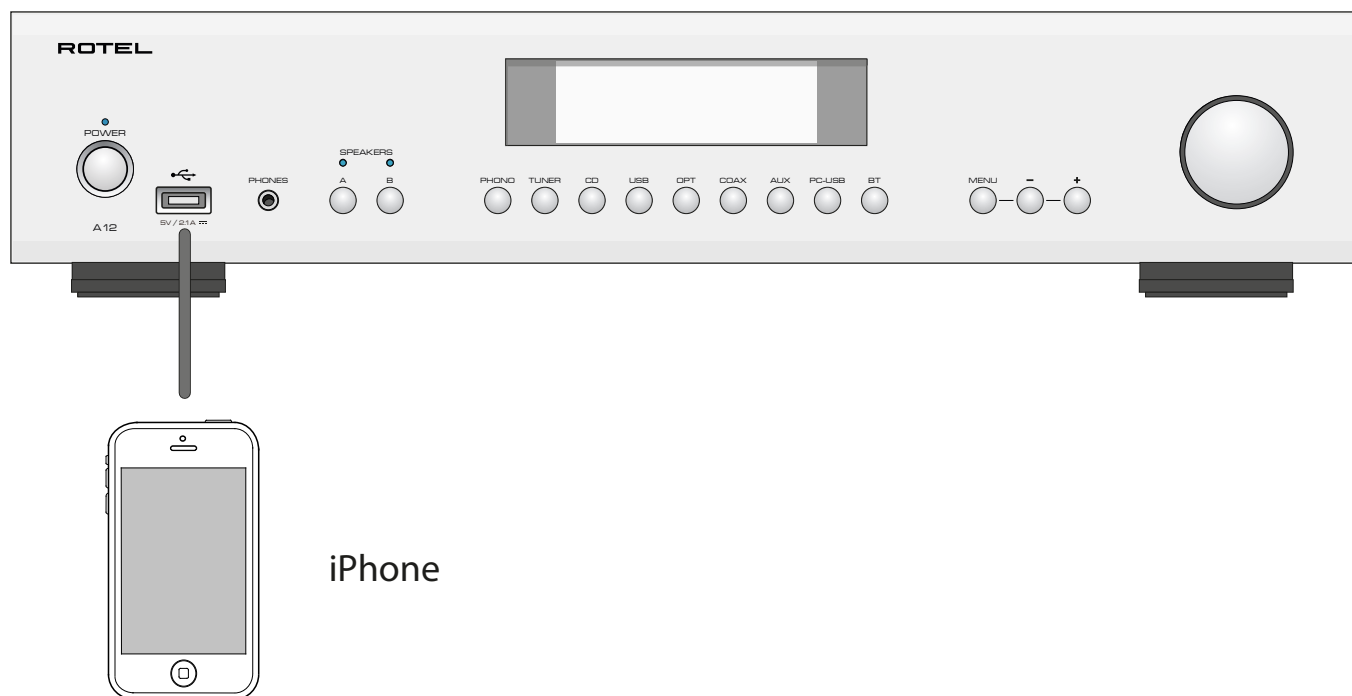 ROTEL
POWER
A12
5V / 2.1A
PHONES
SPEAKERS
A B
PHONO TUNER CD USB OPT COAX AUX PC-USB BT
MENU − +
iPhone